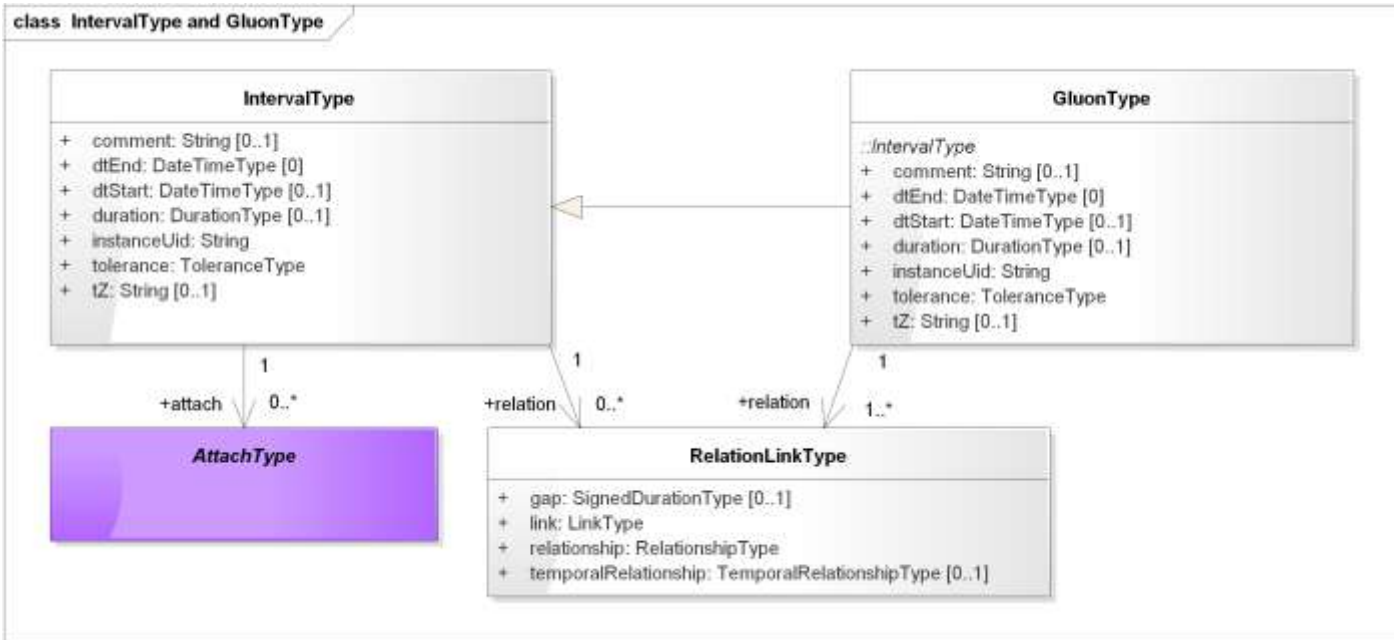 class IntervalType and GluonType
IntervalType
+ comment: String [0..1]
+ dtEnd: DateTimeType [0]
+ dtStart: DateTimeType [0..1]
+ duration: DurationType [0..1]
+ instanceUid: String
+ tolerance: ToleranceType
+ tZ: String [0..1]
GluonType
::IntervalType
+ comment: String [0..1]
+ dtEnd: DateTimeType [0]
+ dtStart: DateTimeType [0..1]
+ duration: DurationType [0..1]
+ instanceUid: String
+ tolerance: ToleranceType
+ tZ: String [0..1]
1
+attach 0..*
1
+relation 0..*
1
+relation 1..*
AttachType
RelationLinkType
+ gap: SignedDurationType [0..1]
+ link: LinkType
+ relationship: RelationshipType
+ temporalRelationship: TemporalRelationshipType [0..1]